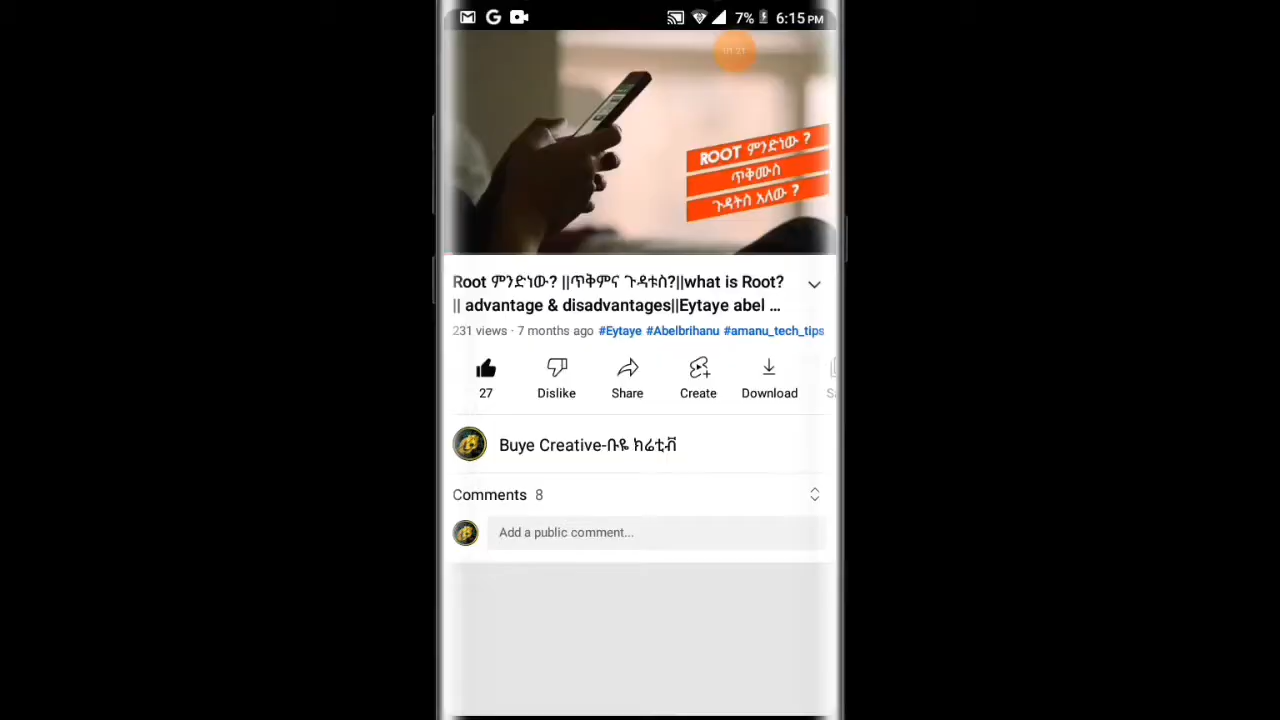 7% 6:15 PM
01:21
ROOT ምንድነው ?
ጥቅሙስ
ጉዳትስ አለው ?
Root ምንድነው? ||ጥቅምና ጉዳቱስ?||what is Root?
|| advantage & disadvantages||Eytaye abel ...
231 views · 7 months ago #Eytaye #Abelbrihanu #amanu_tech_tips
27 Dislike Share Create Download
Buye Creative-ቡዬ ክሬቲቭ
Comments 8
Add a public comment...